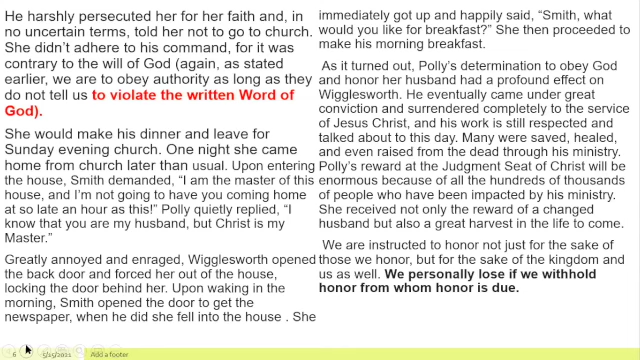 He harshly persecuted her for her faith and, in
no uncertain terms, told her not to go to church.
She didn't adhere to his command, for it was
contrary to the will of God (again, as stated
earlier, we are to obey authority as long as they
do not tell us to violate the written Word of
God).
She would make his dinner and leave for
Sunday evening church. One night she came
home from church later than usual. Upon entering
the house, Smith demanded, “I am the master of this
house, and I'm not going to have you coming home
at so late an hour as this!” Polly quietly replied, “I
know that you are my husband, but Christ is my
Master.”
Greatly annoyed and enraged, Wigglesworth opened
the back door and forced her out of the house,
locking the door behind her. Upon waking in the
morning, Smith opened the door to get the
newspaper, when he did she fell into the house . She
immediately got up and happily said, “Smith, what
would you like for breakfast?” She then proceeded to
make his morning breakfast.
As it turned out, Polly's determination to obey God
and honor her husband had a profound effect on
Wigglesworth. He eventually came under great
conviction and surrendered completely to the service
of Jesus Christ, and his work is still respected and
talked about to this day. Many were saved, healed,
and even raised from the dead through his ministry.
Polly's reward at the Judgment Seat of Christ will be
enormous because of all the hundreds of thousands
of people who have been impacted by his ministry.
She received not only the reward of a changed
husband but also a great harvest in the life to come.
We are instructed to honor not just for the sake of
those we honor, but for the sake of the kingdom and
us as well. We personally lose if we withhold
honor from whom honor is due.
6
Add a footer